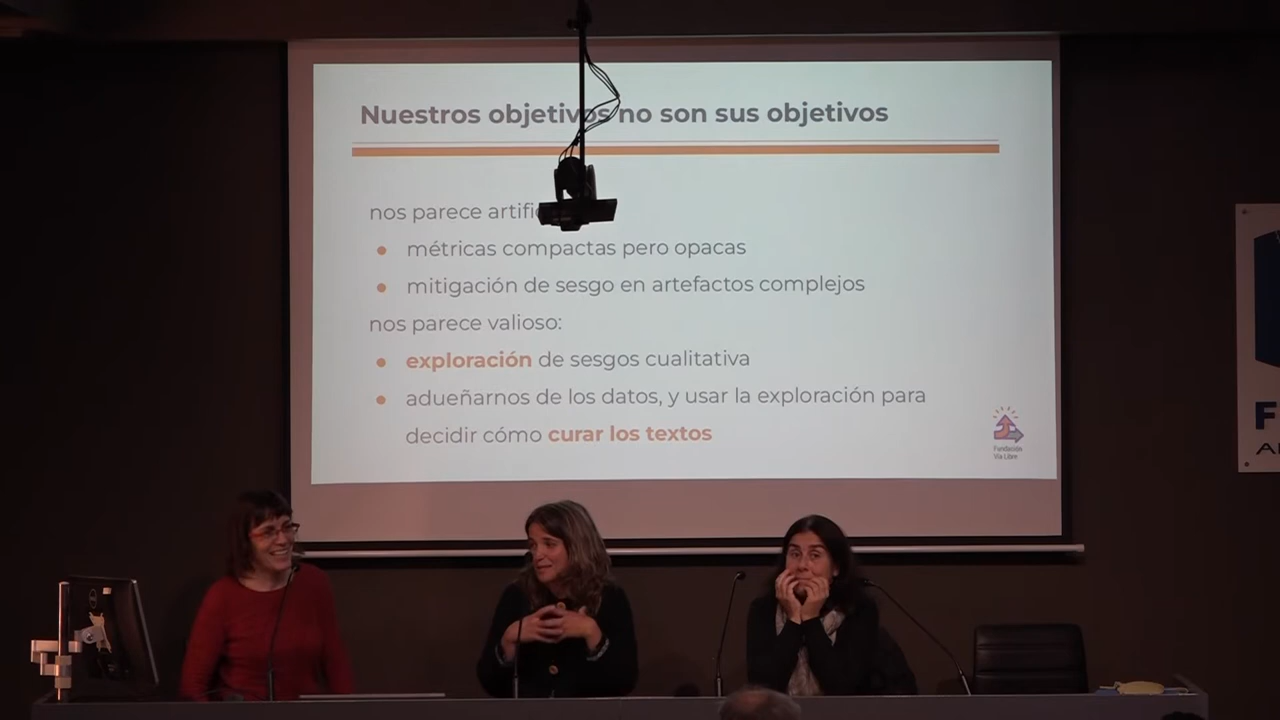 Nuestros objetivos no son sus objetivos
nos parece
métricas compactas pero opacas
mitigación de sesgo en artefactos complejos
nos parece valioso:
exploración de sesgos cualitativa
adueñarnos de los datos, y usar la exploración para
decidir cómo curar los textos
Fundación
Vía Libre